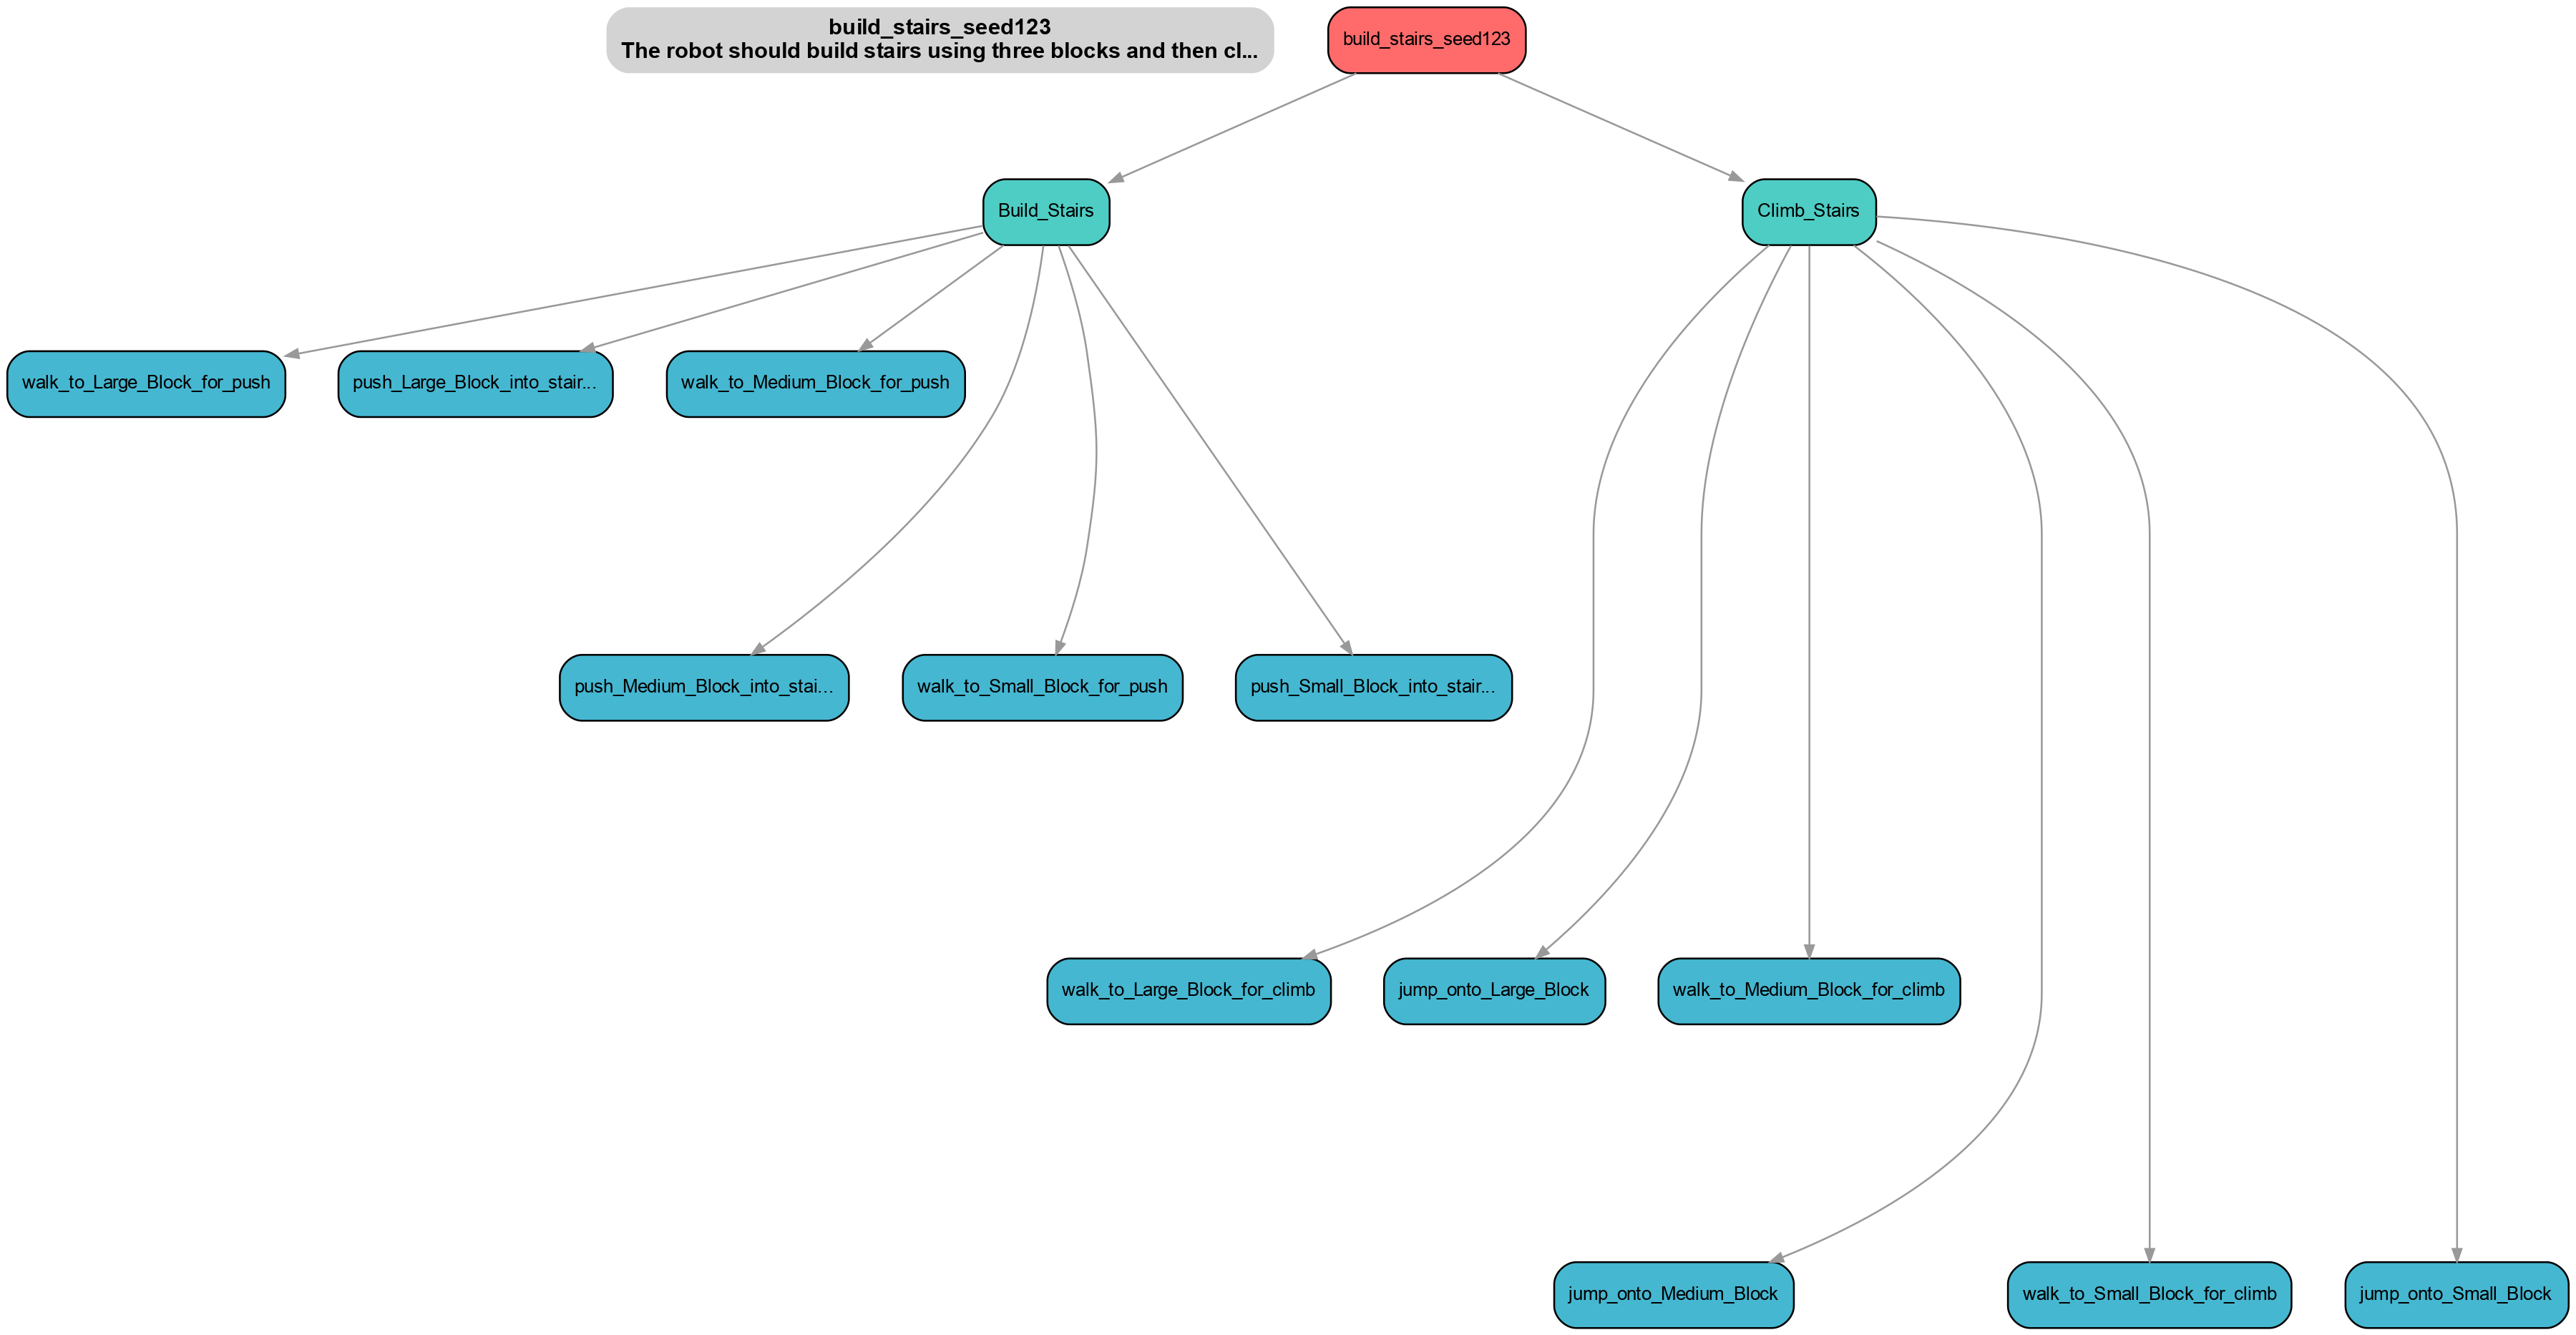 build_stairs_seed123
The robot should build stairs using three blocks and then cl...
build_stairs_seed123
Build_Stairs
Climb_Stairs
walk_to_Large_Block_for_push
push_Large_Block_into_stair...
walk_to_Medium_Block_for_push
push_Medium_Block_into_stai...
walk_to_Small_Block_for_push
push_Small_Block_into_stair...
walk_to_Large_Block_for_climb
jump_onto_Large_Block
walk_to_Medium_Block_for_climb
jump_onto_Medium_Block
walk_to_Small_Block_for_climb
jump_onto_Small_Block